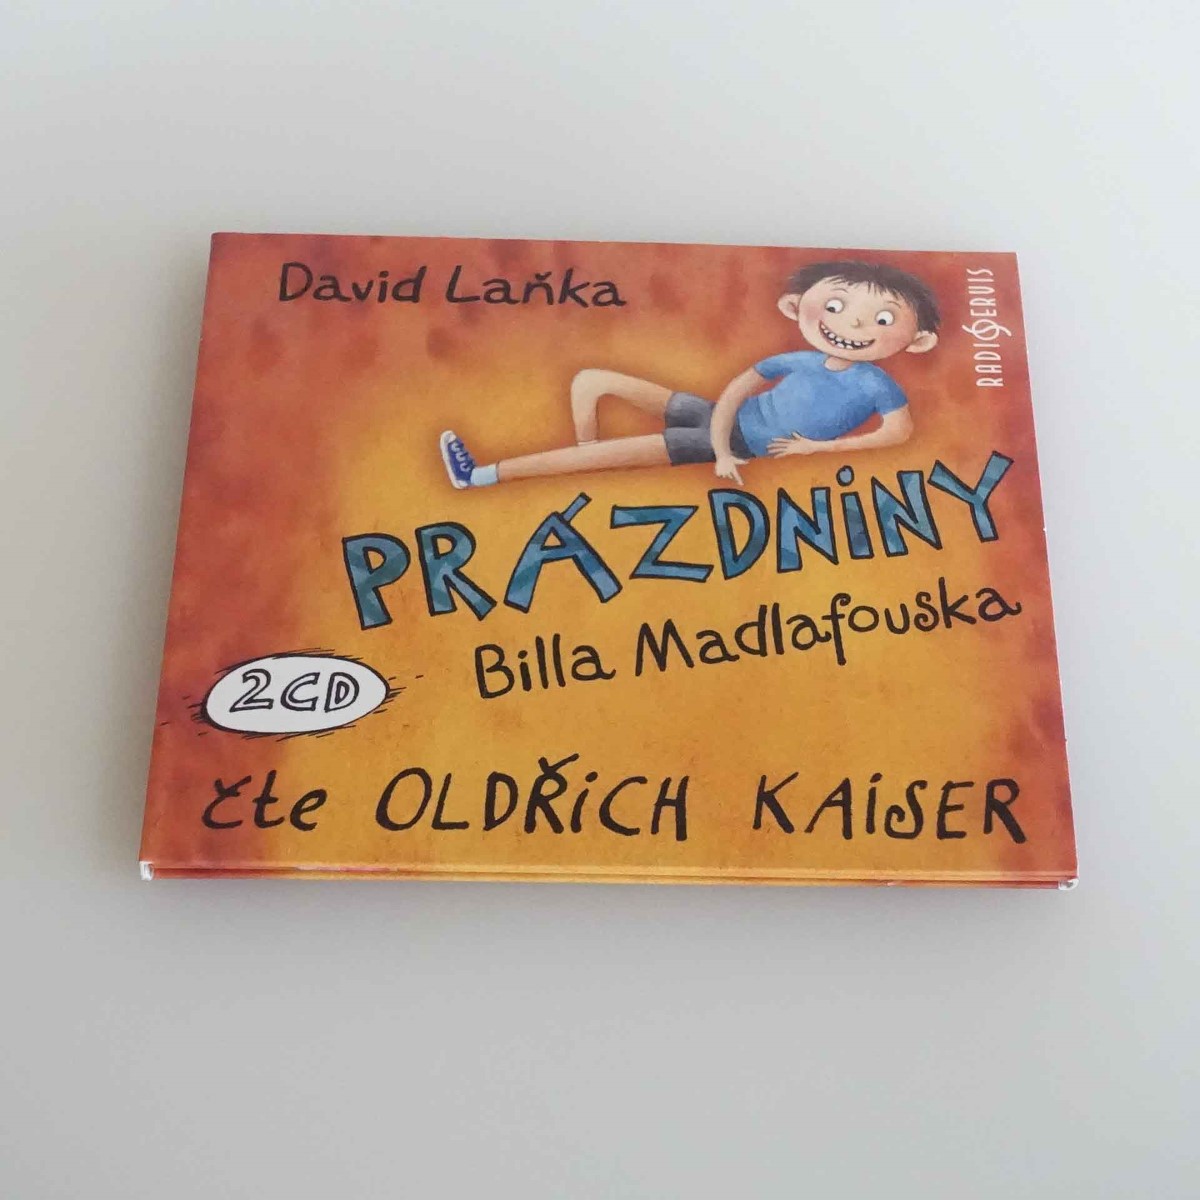 David Laňka
RADIOSERVIS
PRÁZDNiNY
Billa Madlafouska
2CD
čte OLDŘiCH KAiSER